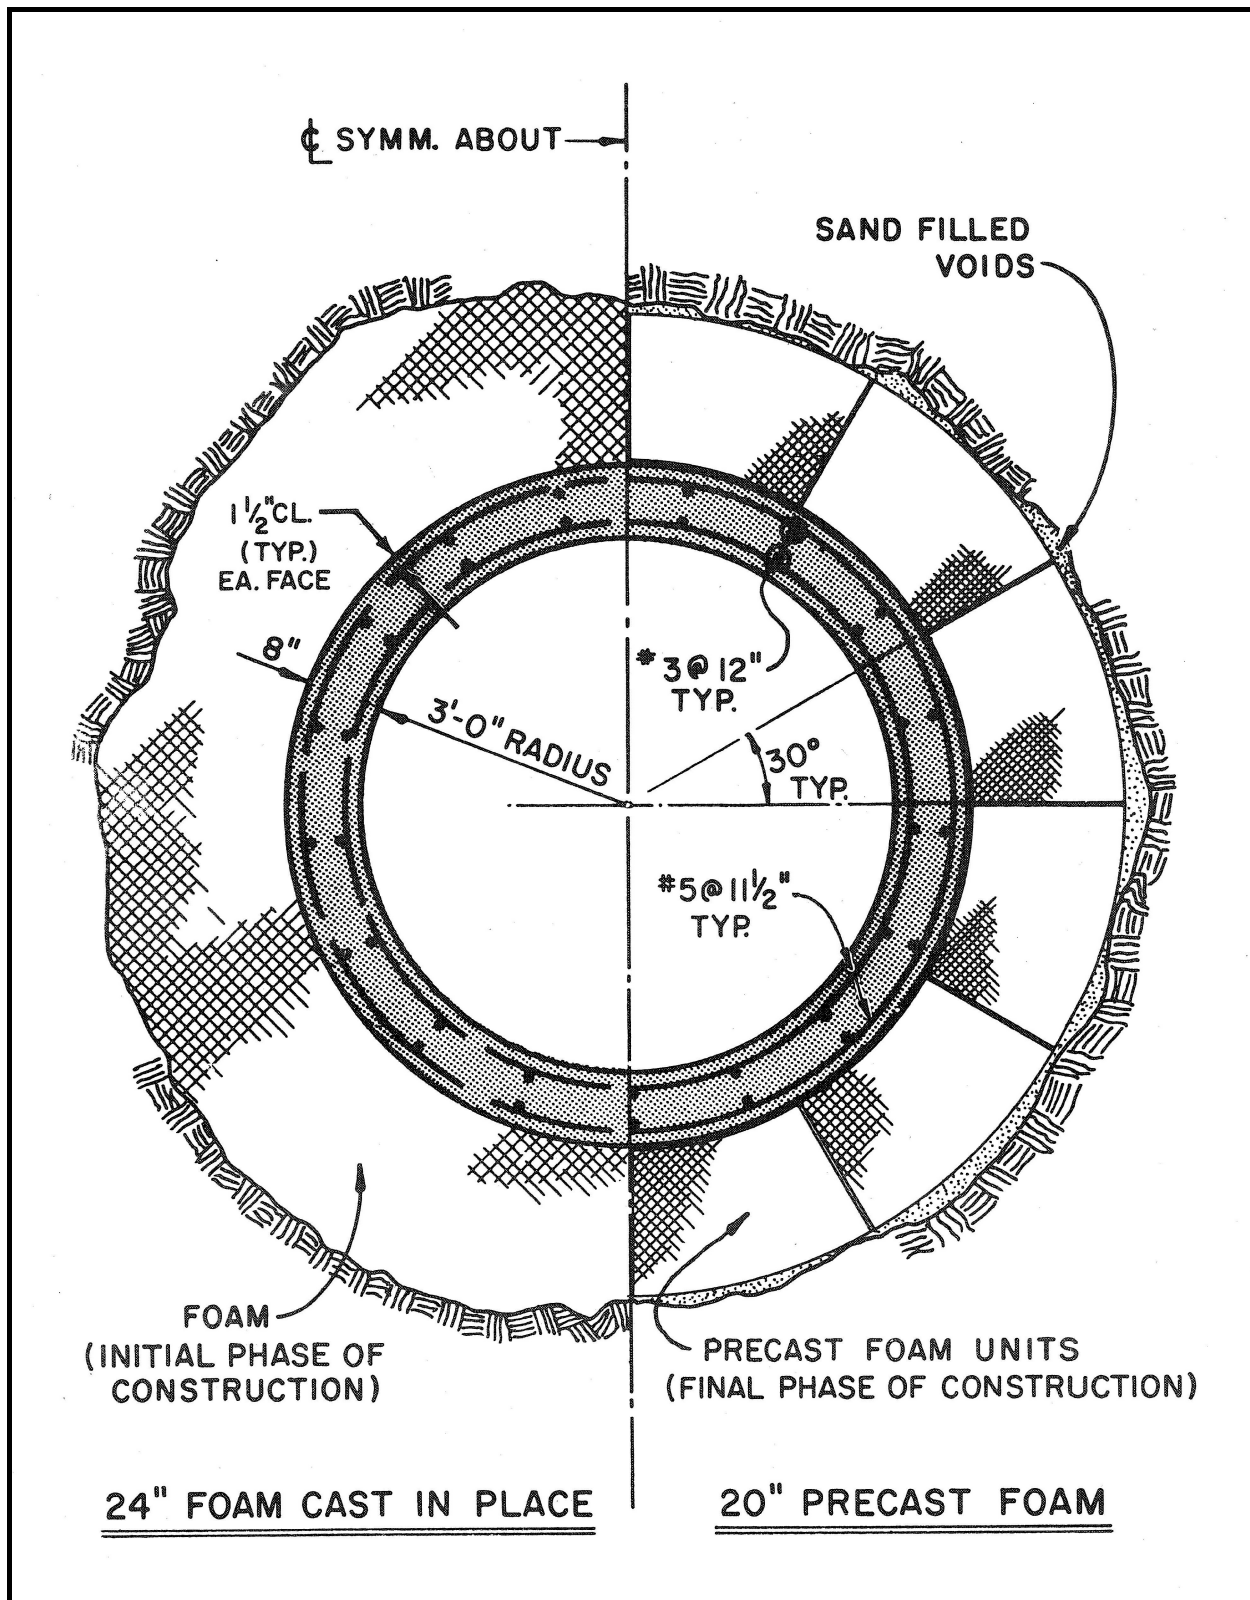 ℄ SYMM. ABOUT
SAND FILLED
VOIDS
1 ½" CL.
(TYP.)
EA. FACE
8"
3'-0" RADIUS
#3@12"
TYP.
30°
TYP.
#5@11½"
TYP.
FOAM
(INITIAL PHASE OF
CONSTRUCTION)
PRECAST FOAM UNITS
(FINAL PHASE OF CONSTRUCTION)
24" FOAM CAST IN PLACE
20" PRECAST FOAM